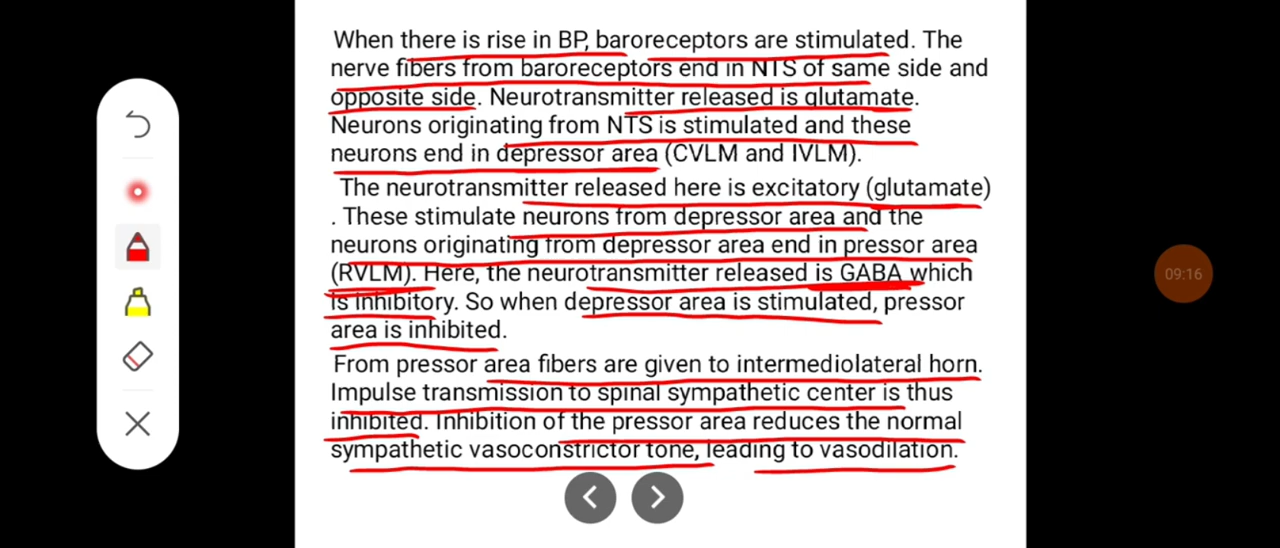 When there is rise in BP, baroreceptors are stimulated. The
nerve fibers from baroreceptors end in NTS of same side and
opposite side. Neurotransmitter released is glutamate.
Neurons originating from NTS is stimulated and these
neurons end in depressor area (CVLM and IVLM).
The neurotransmitter released here is excitatory (glutamate)
. These stimulate neurons from depressor area and the
neurons originating from depressor area end in pressor area
(RVLM). Here, the neurotransmitter released is GABA which
is inhibitory. So when depressor area is stimulated, pressor
area is inhibited.
From pressor area fibers are given to intermediolateral horn.
Impulse transmission to spinal sympathetic center is thus
inhibited. Inhibition of the pressor area reduces the normal
sympathetic vasoconstrictor tone, leading to vasodilation.
09:16